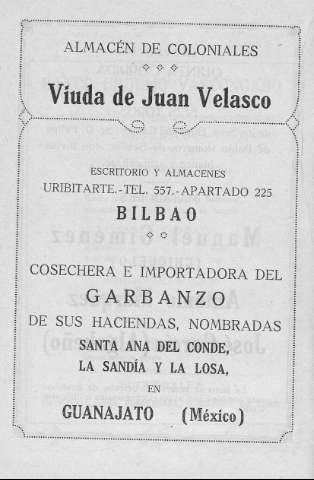 ALMACÉN DE COLONIALES
Viuda de Juan Velasco
ESCRITORIO Y ALMACENES
URIBITARTE.-TEL. 557.-APARTADO 225
BILBAO
COSECHERA E IMPORTADORA DEL
GARBANZO
DE SUS HACIENDAS, NOMBRADAS
SANTA ANA DEL CONDE,
LA SANDÍA Y LA LOSA,
EN
GUANAJATO (México)